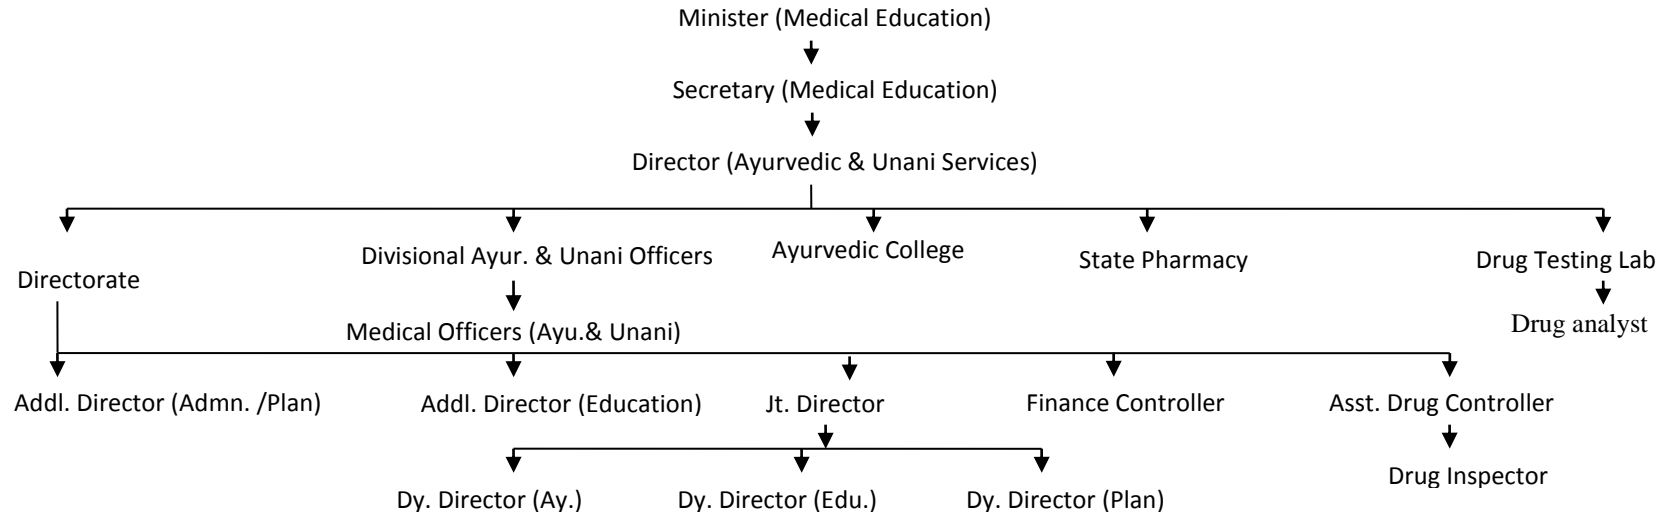 Minister (Medical Education)
Secretary (Medical Education)
Director (Ayurvedic & Unani Services)
Directorate
Divisional Ayur. & Unani Officers
Ayurvedic College
State Pharmacy
Drug Testing Lab
Medical Officers (Ayu.& Unani)
Drug analyst
Addl. Director (Admn. /Plan)
Addl. Director (Education)
Jt. Director
Finance Controller
Asst. Drug Controller
Drug Inspector
Dy. Director (Ay.)
Dy. Director (Edu.)
Dy. Director (Plan)